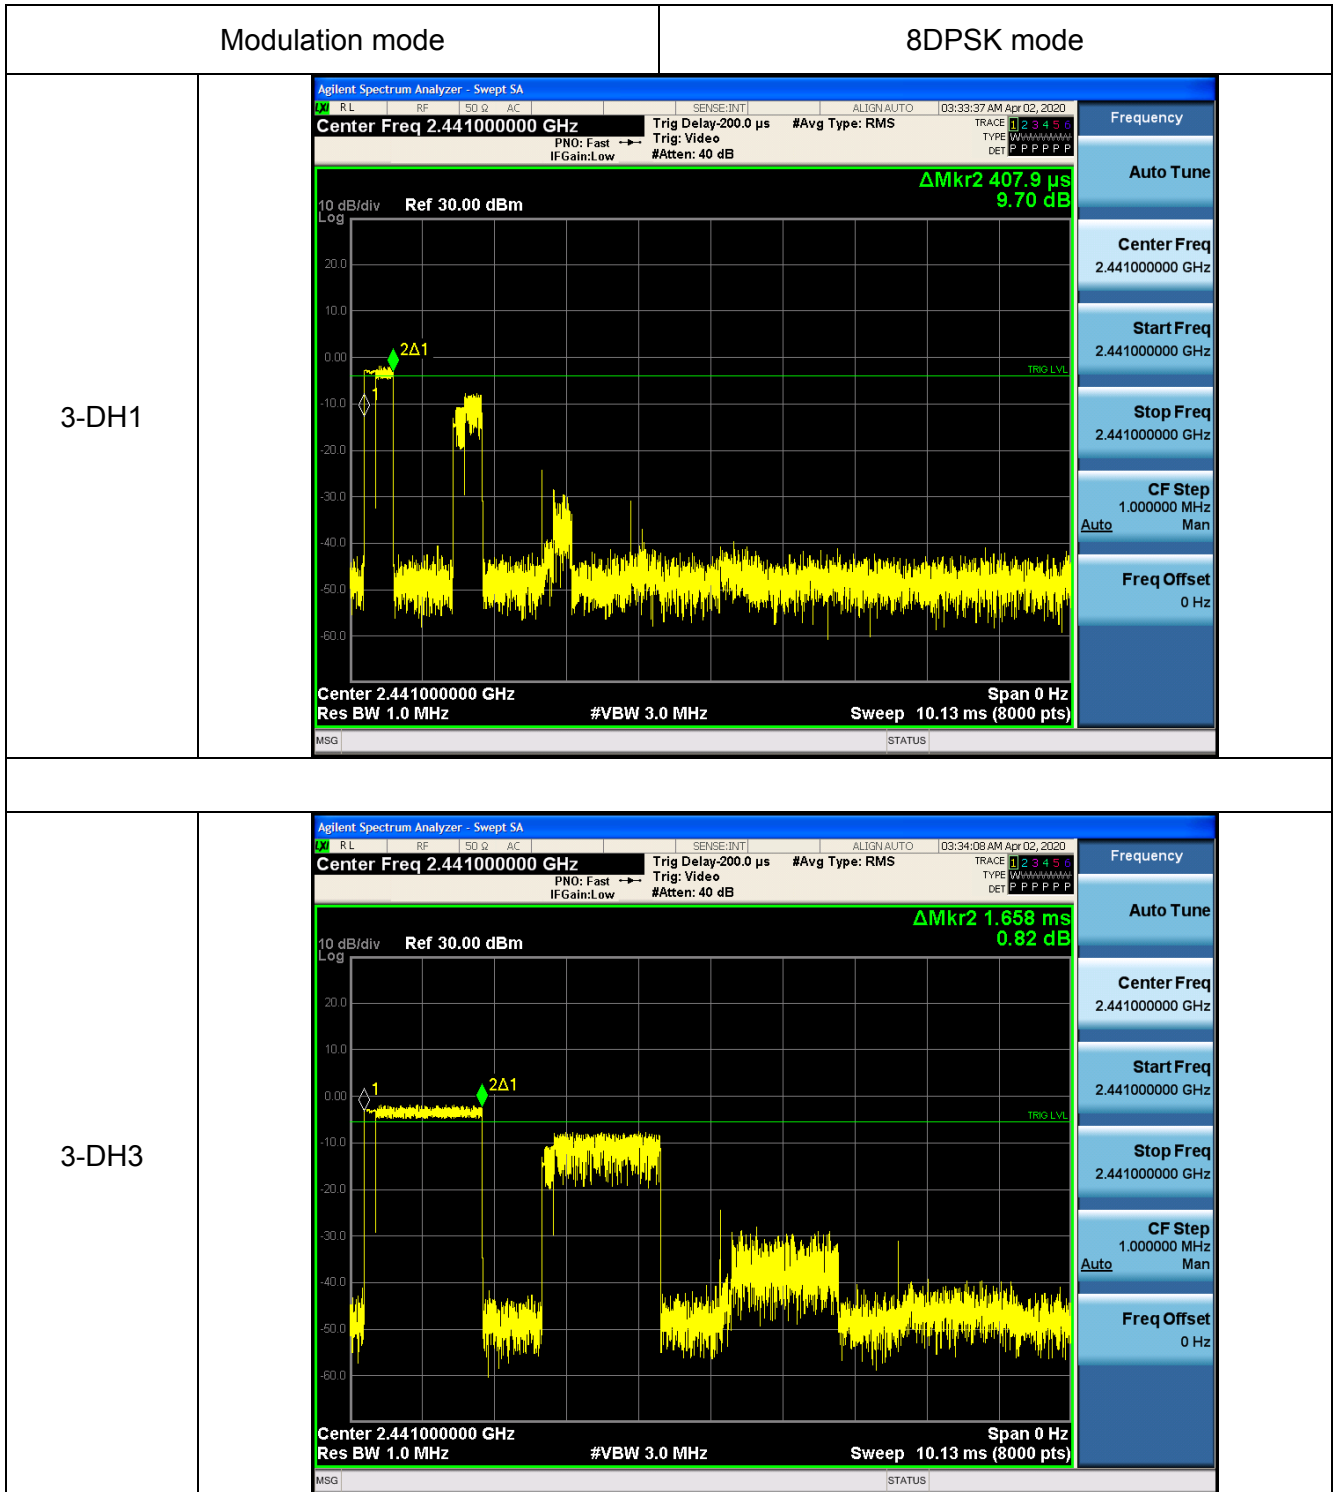 Modulation mode 8DPSK mode
3-DH1
Agilent Spectrum Analyzer - Swept SA
LXI RL RF 50 Ω AC SENSE:INT ALIGN AUTO 03:33:37 AM Apr 02, 2020
Center Freq 2.441000000 GHz
Trig Delay-200.0 µs #Avg Type: RMS
TRACE 1 2 3 4 5 6
PNO: Fast
Trig: Video
TYPE WWWWWW
IFGain:Low
#Atten: 40 dB
DET P P P P P P
ΔMkr2 407.9 µs
9.70 dB
10 dB/div Ref 30.00 dBm
Log
20.0
10.0
0.00
-10.0
-20.0
-30.0
-40.0
-50.0
-60.0
2Δ1
1
TRIG LVL
Center 2.441000000 GHz Span 0 Hz
Res BW 1.0 MHz #VBW 3.0 MHz Sweep 10.13 ms (8000 pts)
MSG STATUS
Frequency
Auto Tune
Center Freq
2.441000000 GHz
Start Freq
2.441000000 GHz
Stop Freq
2.441000000 GHz
CF Step
1.000000 MHz
Auto Man
Freq Offset
0 Hz
3-DH3
Agilent Spectrum Analyzer - Swept SA
LXI RL RF 50 Ω AC SENSE:INT ALIGN AUTO 03:34:08 AM Apr 02, 2020
Center Freq 2.441000000 GHz
Trig Delay-200.0 µs #Avg Type: RMS
TRACE 1 2 3 4 5 6
PNO: Fast
Trig: Video
TYPE WWWWWW
IFGain:Low
#Atten: 40 dB
DET P P P P P P
ΔMkr2 1.658 ms
0.82 dB
10 dB/div Ref 30.00 dBm
Log
20.0
10.0
0.00
-10.0
-20.0
-30.0
-40.0
-50.0
-60.0
1
2Δ1
TRIG LVL
Center 2.441000000 GHz Span 0 Hz
Res BW 1.0 MHz #VBW 3.0 MHz Sweep 10.13 ms (8000 pts)
MSG STATUS
Frequency
Auto Tune
Center Freq
2.441000000 GHz
Start Freq
2.441000000 GHz
Stop Freq
2.441000000 GHz
CF Step
1.000000 MHz
Auto Man
Freq Offset
0 Hz